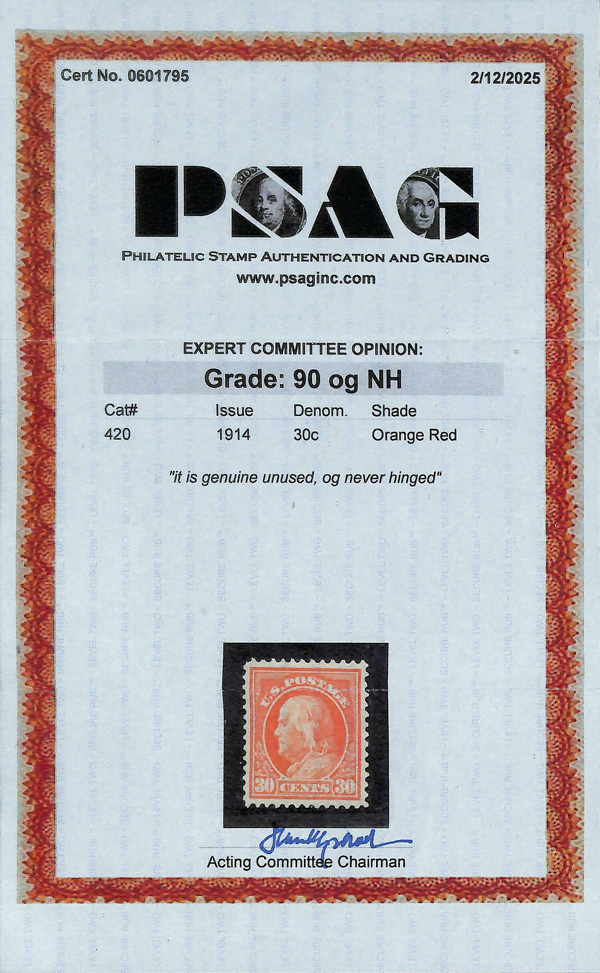 Cert No. 0601795 2/12/2025
PSAG
PHILATELIC STAMP AUTHENTICATION AND GRADING
www.psaginc.com
EXPERT COMMITTEE OPINION:
Grade: 90 og NH
Cat# Issue Denom. Shade
420 1914 30c Orange Red
"it is genuine unused, og never hinged"
U.S. POSTAGE
30 CENTS 30
Acting Committee Chairman